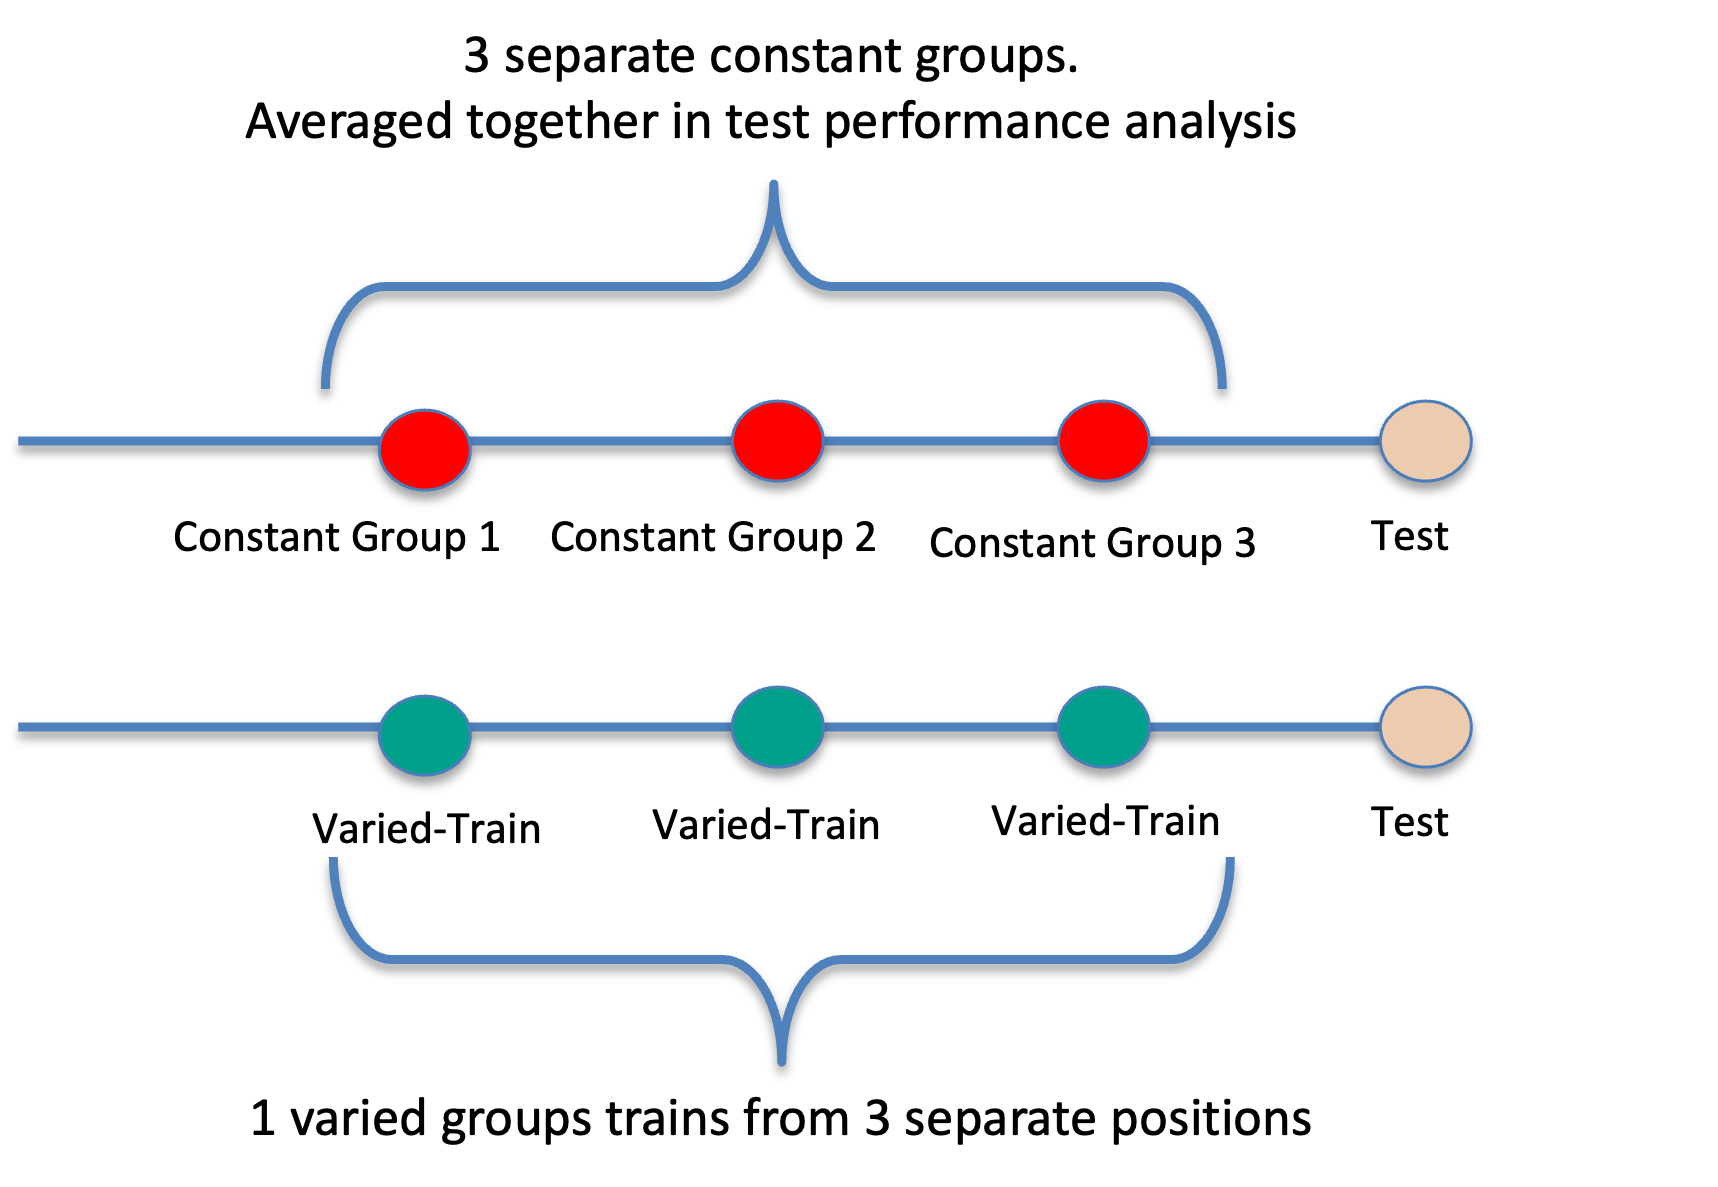 3 separate constant groups.
Averaged together in test performance analysis
Constant Group 1
Constant Group 2
Constant Group 3
Test
Varied-Train
Varied-Train
Varied-Train
Test
1 varied groups trains from 3 separate positions